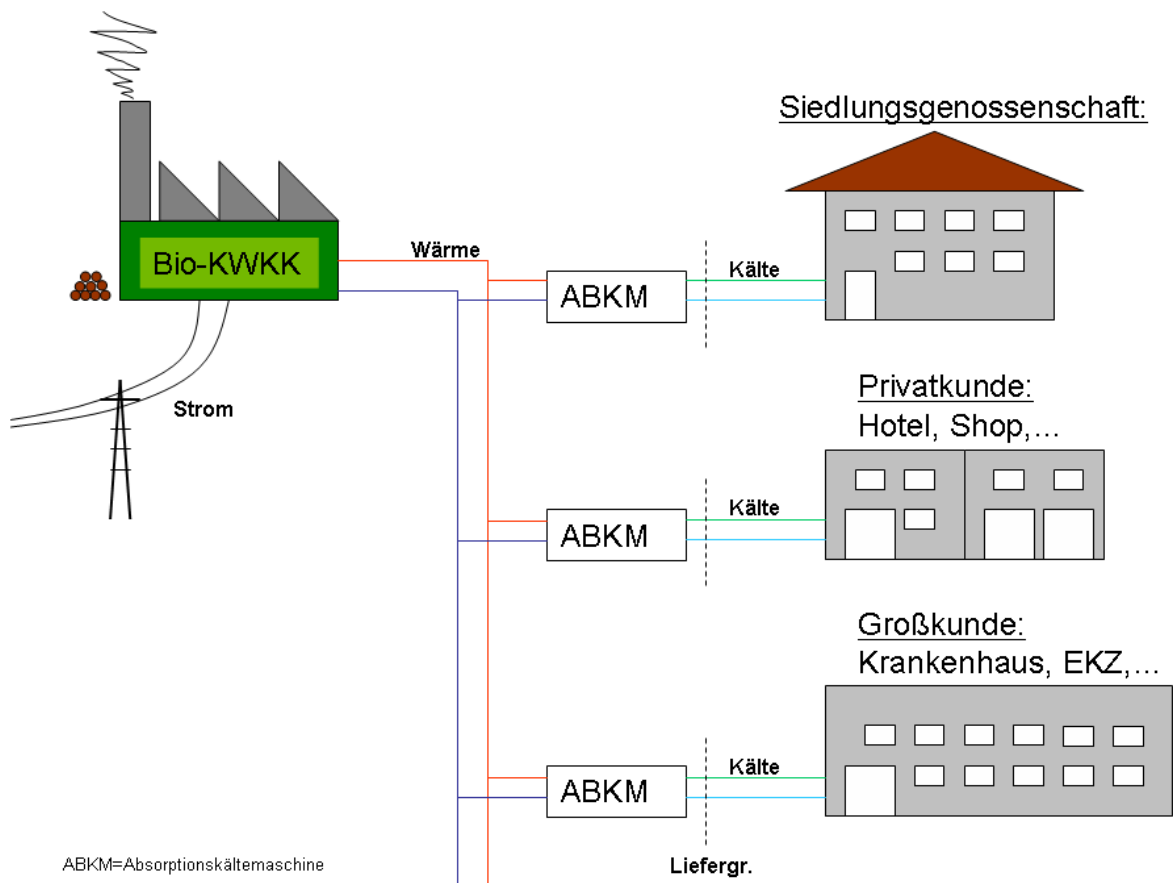 Siedlungsgenossenschaft:
Bio-KWKK
Wärme
ABKM
Kälte
Strom
Privatkunde:
Hotel, Shop,...
ABKM
Kälte
Großkunde:
Krankenhaus, EKZ,...
ABKM
Kälte
Liefergr.
ABKM=Absorptionskältemaschine